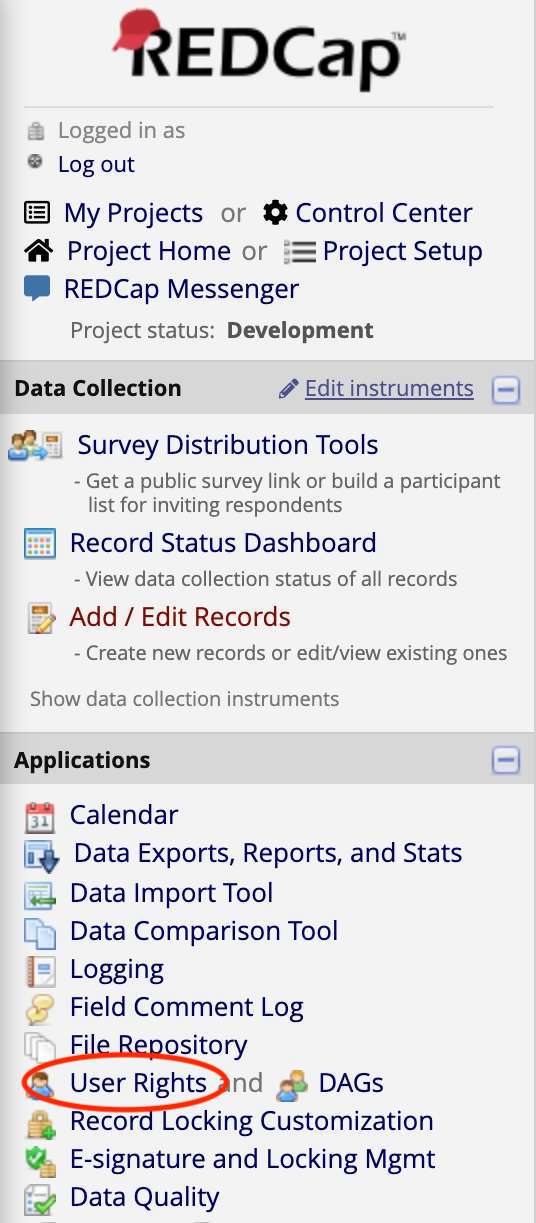 REDCap™
Logged in as
Log out
My Projects or Control Center
Project Home or Project Setup
REDCap Messenger
Project status: Development
Data Collection Edit instruments
Survey Distribution Tools
- Get a public survey link or build a participant
list for inviting respondents
Record Status Dashboard
- View data collection status of all records
Add / Edit Records
- Create new records or edit/view existing ones
Show data collection instruments
Applications
31 Calendar
Data Exports, Reports, and Stats
Data Import Tool
Data Comparison Tool
Logging
Field Comment Log
File Repository
User Rights and DAGs
Record Locking Customization
E-signature and Locking Mgmt
Data Quality